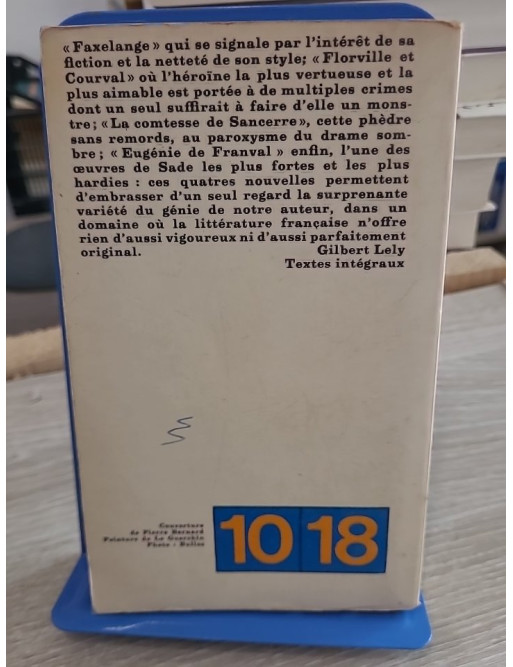 « Faxelange » qui se signale par l'intérêt de sa
fiction et la netteté de son style; « Florville et
Courval » où l'héroïne la plus vertueuse et la
plus aimable est portée à de multiples crimes
dont un seul suffirait à faire d'elle un mons-
tre; « La comtesse de Sancerre », cette phèdre
sans remords, au paroxysme du drame som-
bre; « Eugénie de Franval » enfin, l'une des
œuvres de Sade les plus fortes et les plus
hardies : ces quatres nouvelles permettent
d'embrasser d'un seul regard la surprenante
variété du génie de notre auteur, dans un
domaine où la littérature française n'offre
rien d'aussi vigoureux ni d'aussi parfaitement
original. Gilbert Lely
Textes intégraux
Couverture
de Pierre Bernard
Peinture de Le Guerchin
Photo - Bulloz
10 18